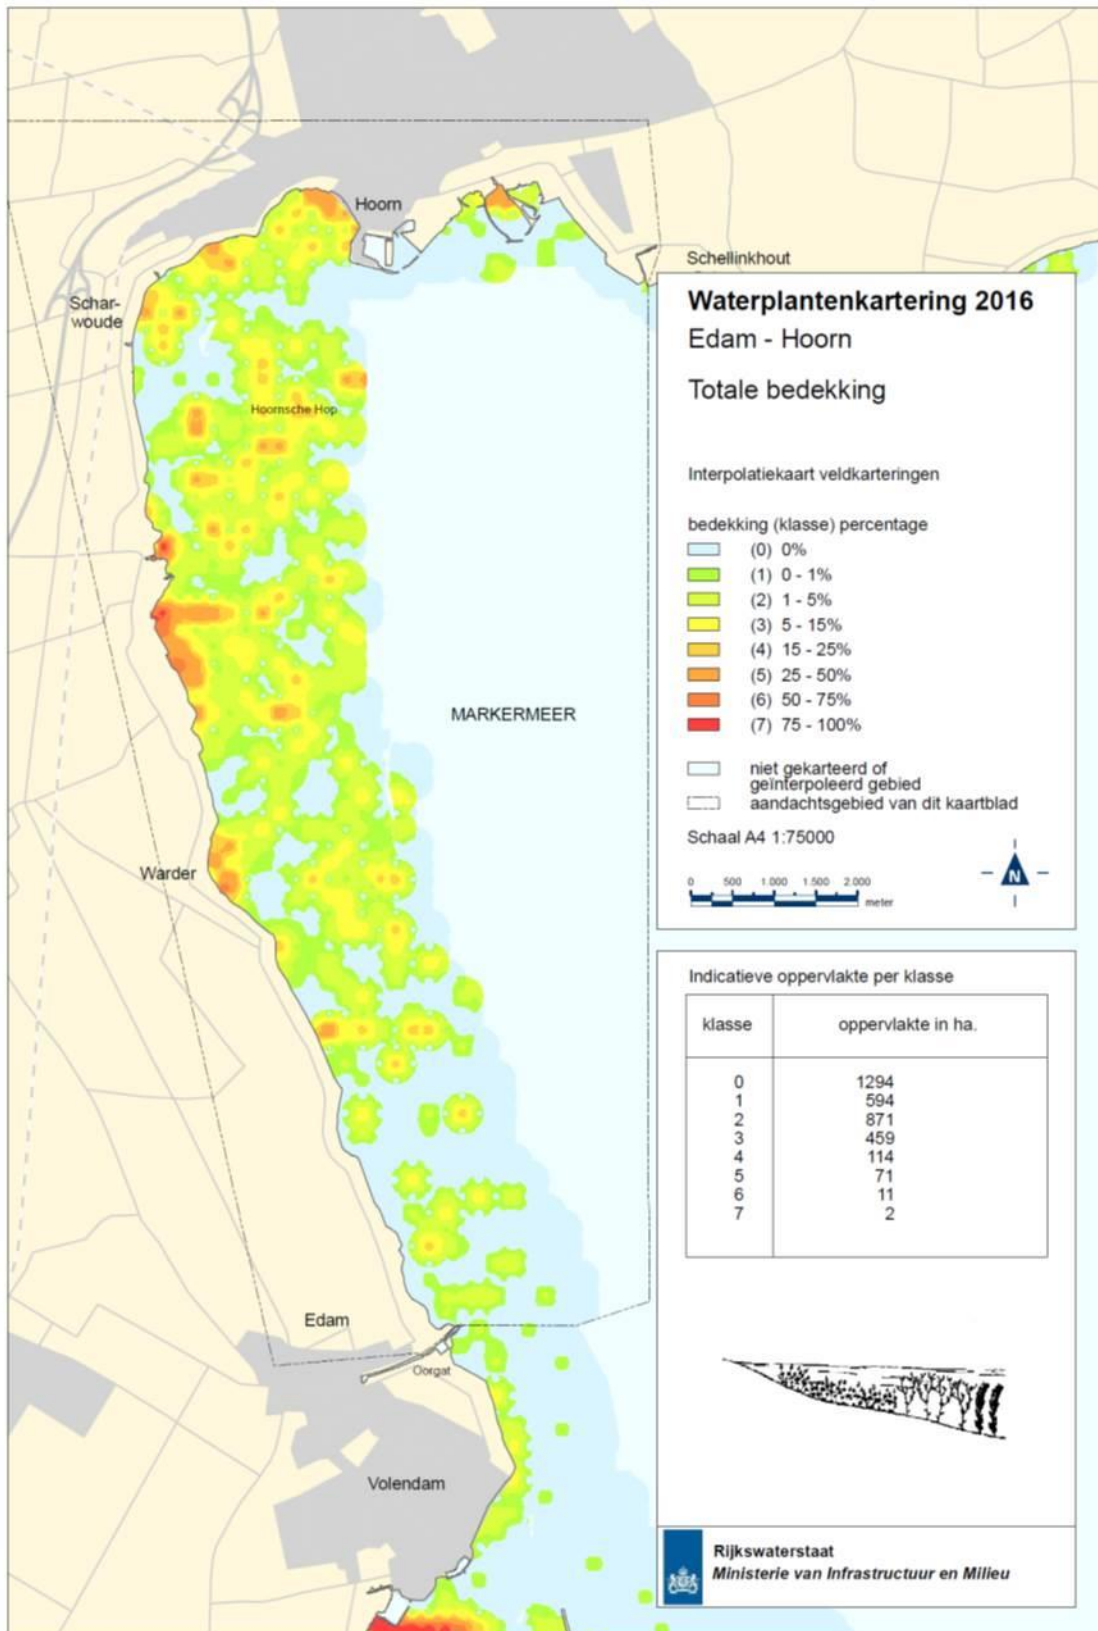 Hoorn
Schellinkhout
Schar-
woude
Hoornsche Hop
MARKERMEER
Warder
Edam
Oorgat
Volendam
Waterplantenkartering 2016
Edam - Hoorn
Totale bedekking
Interpolatiekaart veldkarteringen
bedekking (klasse) percentage
(0) 0%
(1) 0 - 1%
(2) 1 - 5%
(3) 5 - 15%
(4) 15 - 25%
(5) 25 - 50%
(6) 50 - 75%
(7) 75 - 100%
niet gekarteerd of
geïnterpoleerd gebied
aandachtsgebied van dit kaartblad
Schaal A4 1:75000
N
0 500 1.000 1.500 2.000
meter
Indicatieve oppervlakte per klasse
klasse oppervlakte in ha.
0 1294
1 594
2 871
3 459
4 114
5 71
6 11
7 2
Rijkswaterstaat
Ministerie van Infrastructuur en Milieu